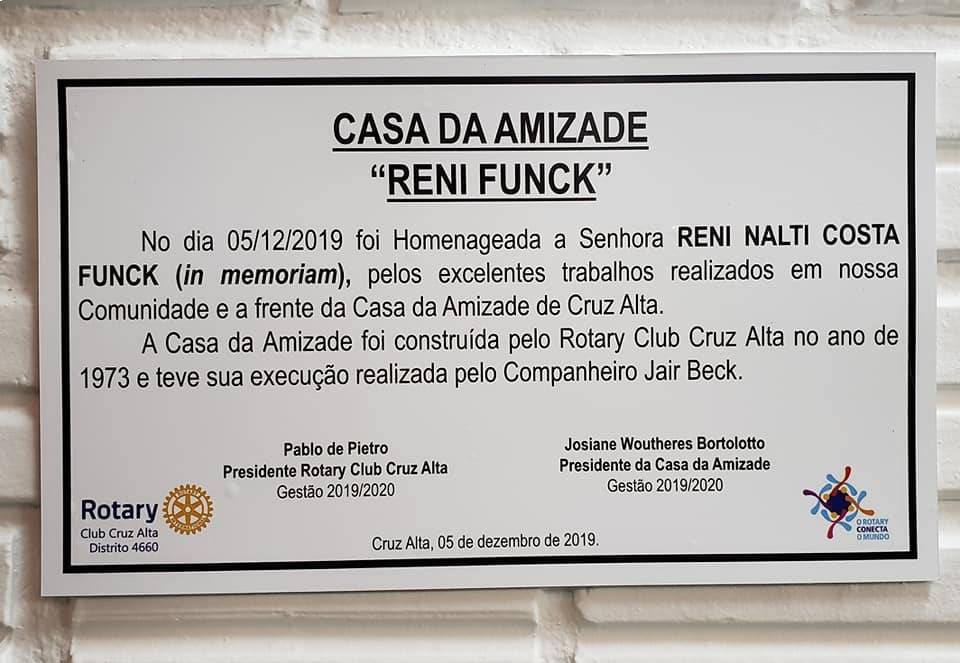 CASA DA AMIZADE
“RENI FUNCK”
No dia 05/12/2019 foi Homenageada a Senhora RENI NALTI COSTA
FUNCK (in memoriam), pelos excelentes trabalhos realizados em nossa
Comunidade e a frente da Casa da Amizade de Cruz Alta.
A Casa da Amizade foi construída pelo Rotary Club Cruz Alta no ano de
1973 e teve sua execução realizada pelo Companheiro Jair Beck.
Pablo de Pietro
Presidente Rotary Club Cruz Alta
Gestão 2019/2020
Josiane Woutheres Bortolotto
Presidente da Casa da Amizade
Gestão 2019/2020
Rotary
Club Cruz Alta
Distrito 4660
O ROTARY
CONECTA
O MUNDO
Cruz Alta, 05 de dezembro de 2019.